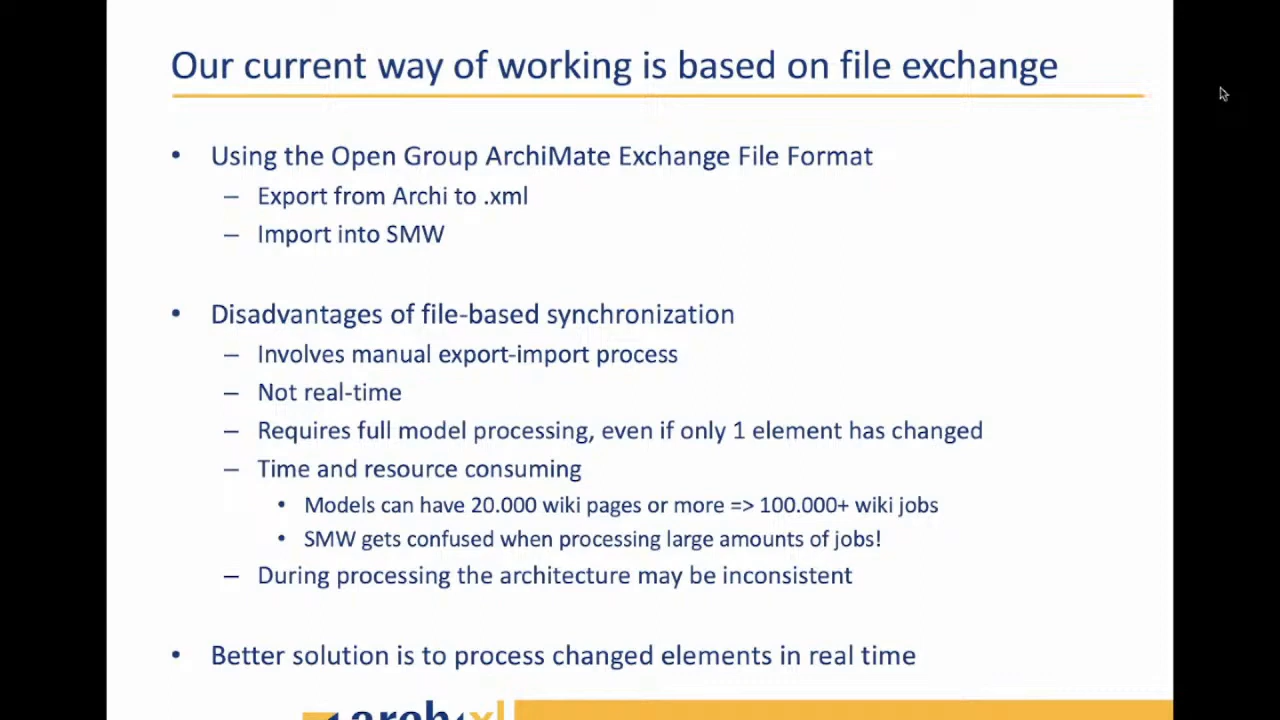 Our current way of working is based on file exchange
• Using the Open Group ArchiMate Exchange File Format
– Export from Archi to .xml
– Import into SMW
• Disadvantages of file-based synchronization
– Involves manual export-import process
– Not real-time
– Requires full model processing, even if only 1 element has changed
– Time and resource consuming
• Models can have 20.000 wiki pages or more => 100.000+ wiki jobs
• SMW gets confused when processing large amounts of jobs!
– During processing the architecture may be inconsistent
• Better solution is to process changed elements in real time